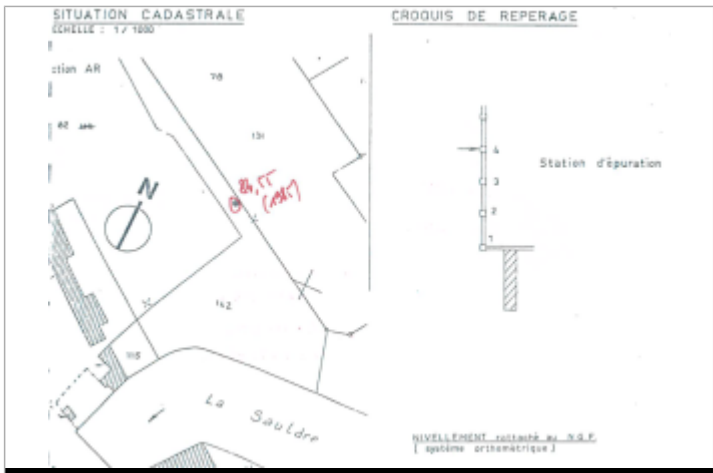 SITUATION CADASTRALE
ECHELLE : 1 / 1000
ction AR
78
131
84,55
(1985)
N
142
115
La Sauldre
CROQUIS DE REPERAGE
4
3
2
1
Station d'épuration
NIVELLEMENT rattaché au N.G.F.
( système orthométrique )